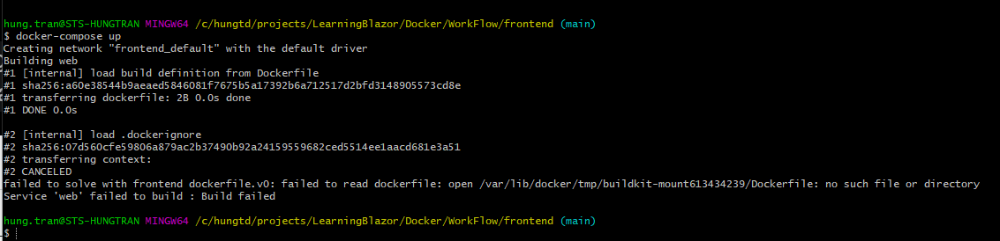 hung.tran@STS-HUNGTRAN MINGW64 /c/hungtd/projects/LearningBlazor/Docker/WorkFlow/frontend (main)
$ docker-compose up
Creating network "frontend_default" with the default driver
Building web
#1 [internal] load build definition from Dockerfile
#1 sha256:a60e38544b9aeaed5846081f7675b5a17392b6a712517d2bfd3148905573cd8e
#1 transferring dockerfile: 2B 0.0s done
#1 DONE 0.0s
#2 [internal] load .dockerignore
#2 sha256:07d560cfe59806a879ac2b37490b92a24159559682ced5514ee1aacd681e3a51
#2 transferring context:
#2 CANCELED
failed to solve with frontend dockerfile.v0: failed to read dockerfile: open /var/lib/docker/tmp/buildkit-mount613434239/Dockerfile: no such file or directory
Service 'web' failed to build : Build failed
hung.tran@STS-HUNGTRAN MINGW64 /c/hungtd/projects/LearningBlazor/Docker/WorkFlow/frontend (main)
$